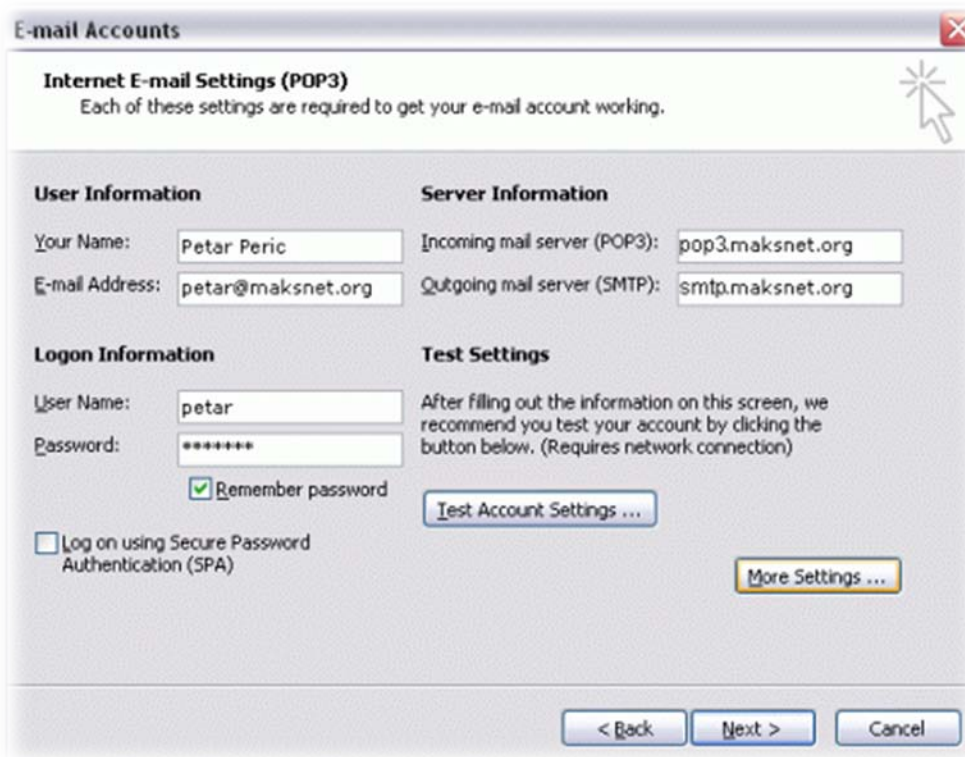 E-mail Accounts
Internet E-mail Settings (POP3)
Each of these settings are required to get your e-mail account working.
User Information
Your Name:
Petar Peric
E-mail Address:
petar@maksnet.org
Server Information
Incoming mail server (POP3):
pop3.maksnet.org
Outgoing mail server (SMTP):
smtp.maksnet.org
Logon Information
User Name:
petar
Password:
*******
Remember password
Log on using Secure Password
Authentication (SPA)
Test Settings
After filling out the information on this screen, we
recommend you test your account by clicking the
button below. (Requires network connection)
Test Account Settings ...
More Settings ...
< Back
Next >
Cancel